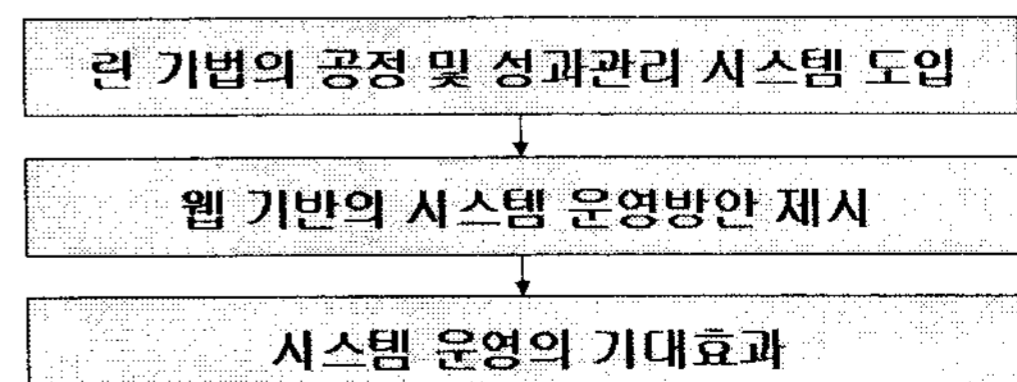 린 기법의 공정 및 성과관리 시스템 도입
웹 기반의 시스템 운영방안 제시
시스템 운영의 기대효과